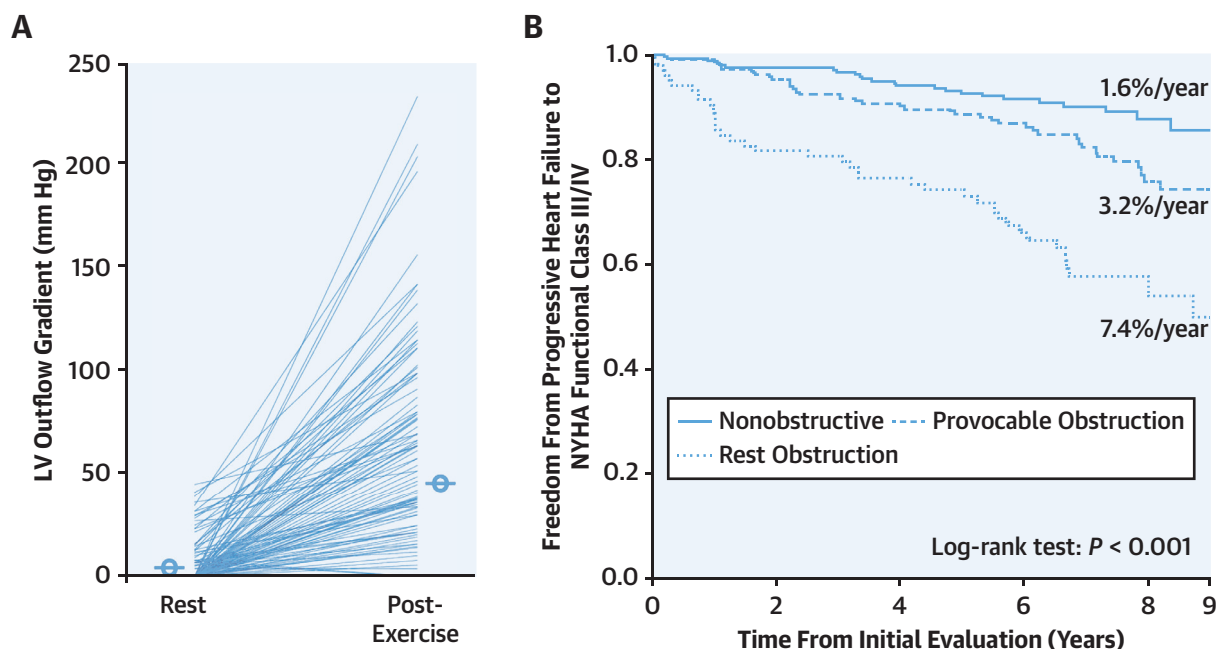 A
LV Outflow Gradient (mm Hg)
250
200
150
100
50
0
Rest
Post-
Exercise
B
Freedom From Progressive Heart Failure to
NYHA Functional Class III/IV
1.0
0.8
0.6
0.4
0.2
0.0
1.6%/year
3.2%/year
7.4%/year
Nonobstructive
Provocable Obstruction
Rest Obstruction
Log-rank test: P < 0.001
0
2
4
6
8
9
Time From Initial Evaluation (Years)